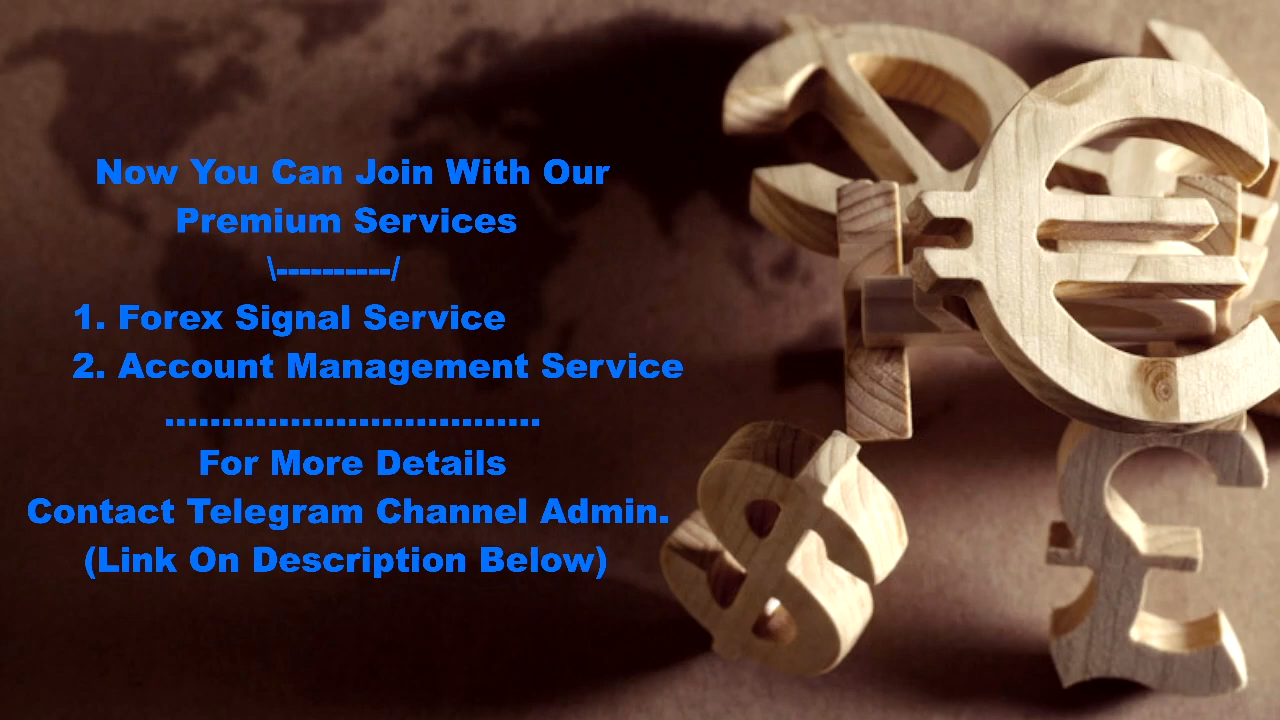 Now You Can Join With Our
Premium Services
\----------/
1. Forex Signal Service
2. Account Management Service
.................................
For More Details
Contact Telegram Channel Admin.
(Link On Description Below)